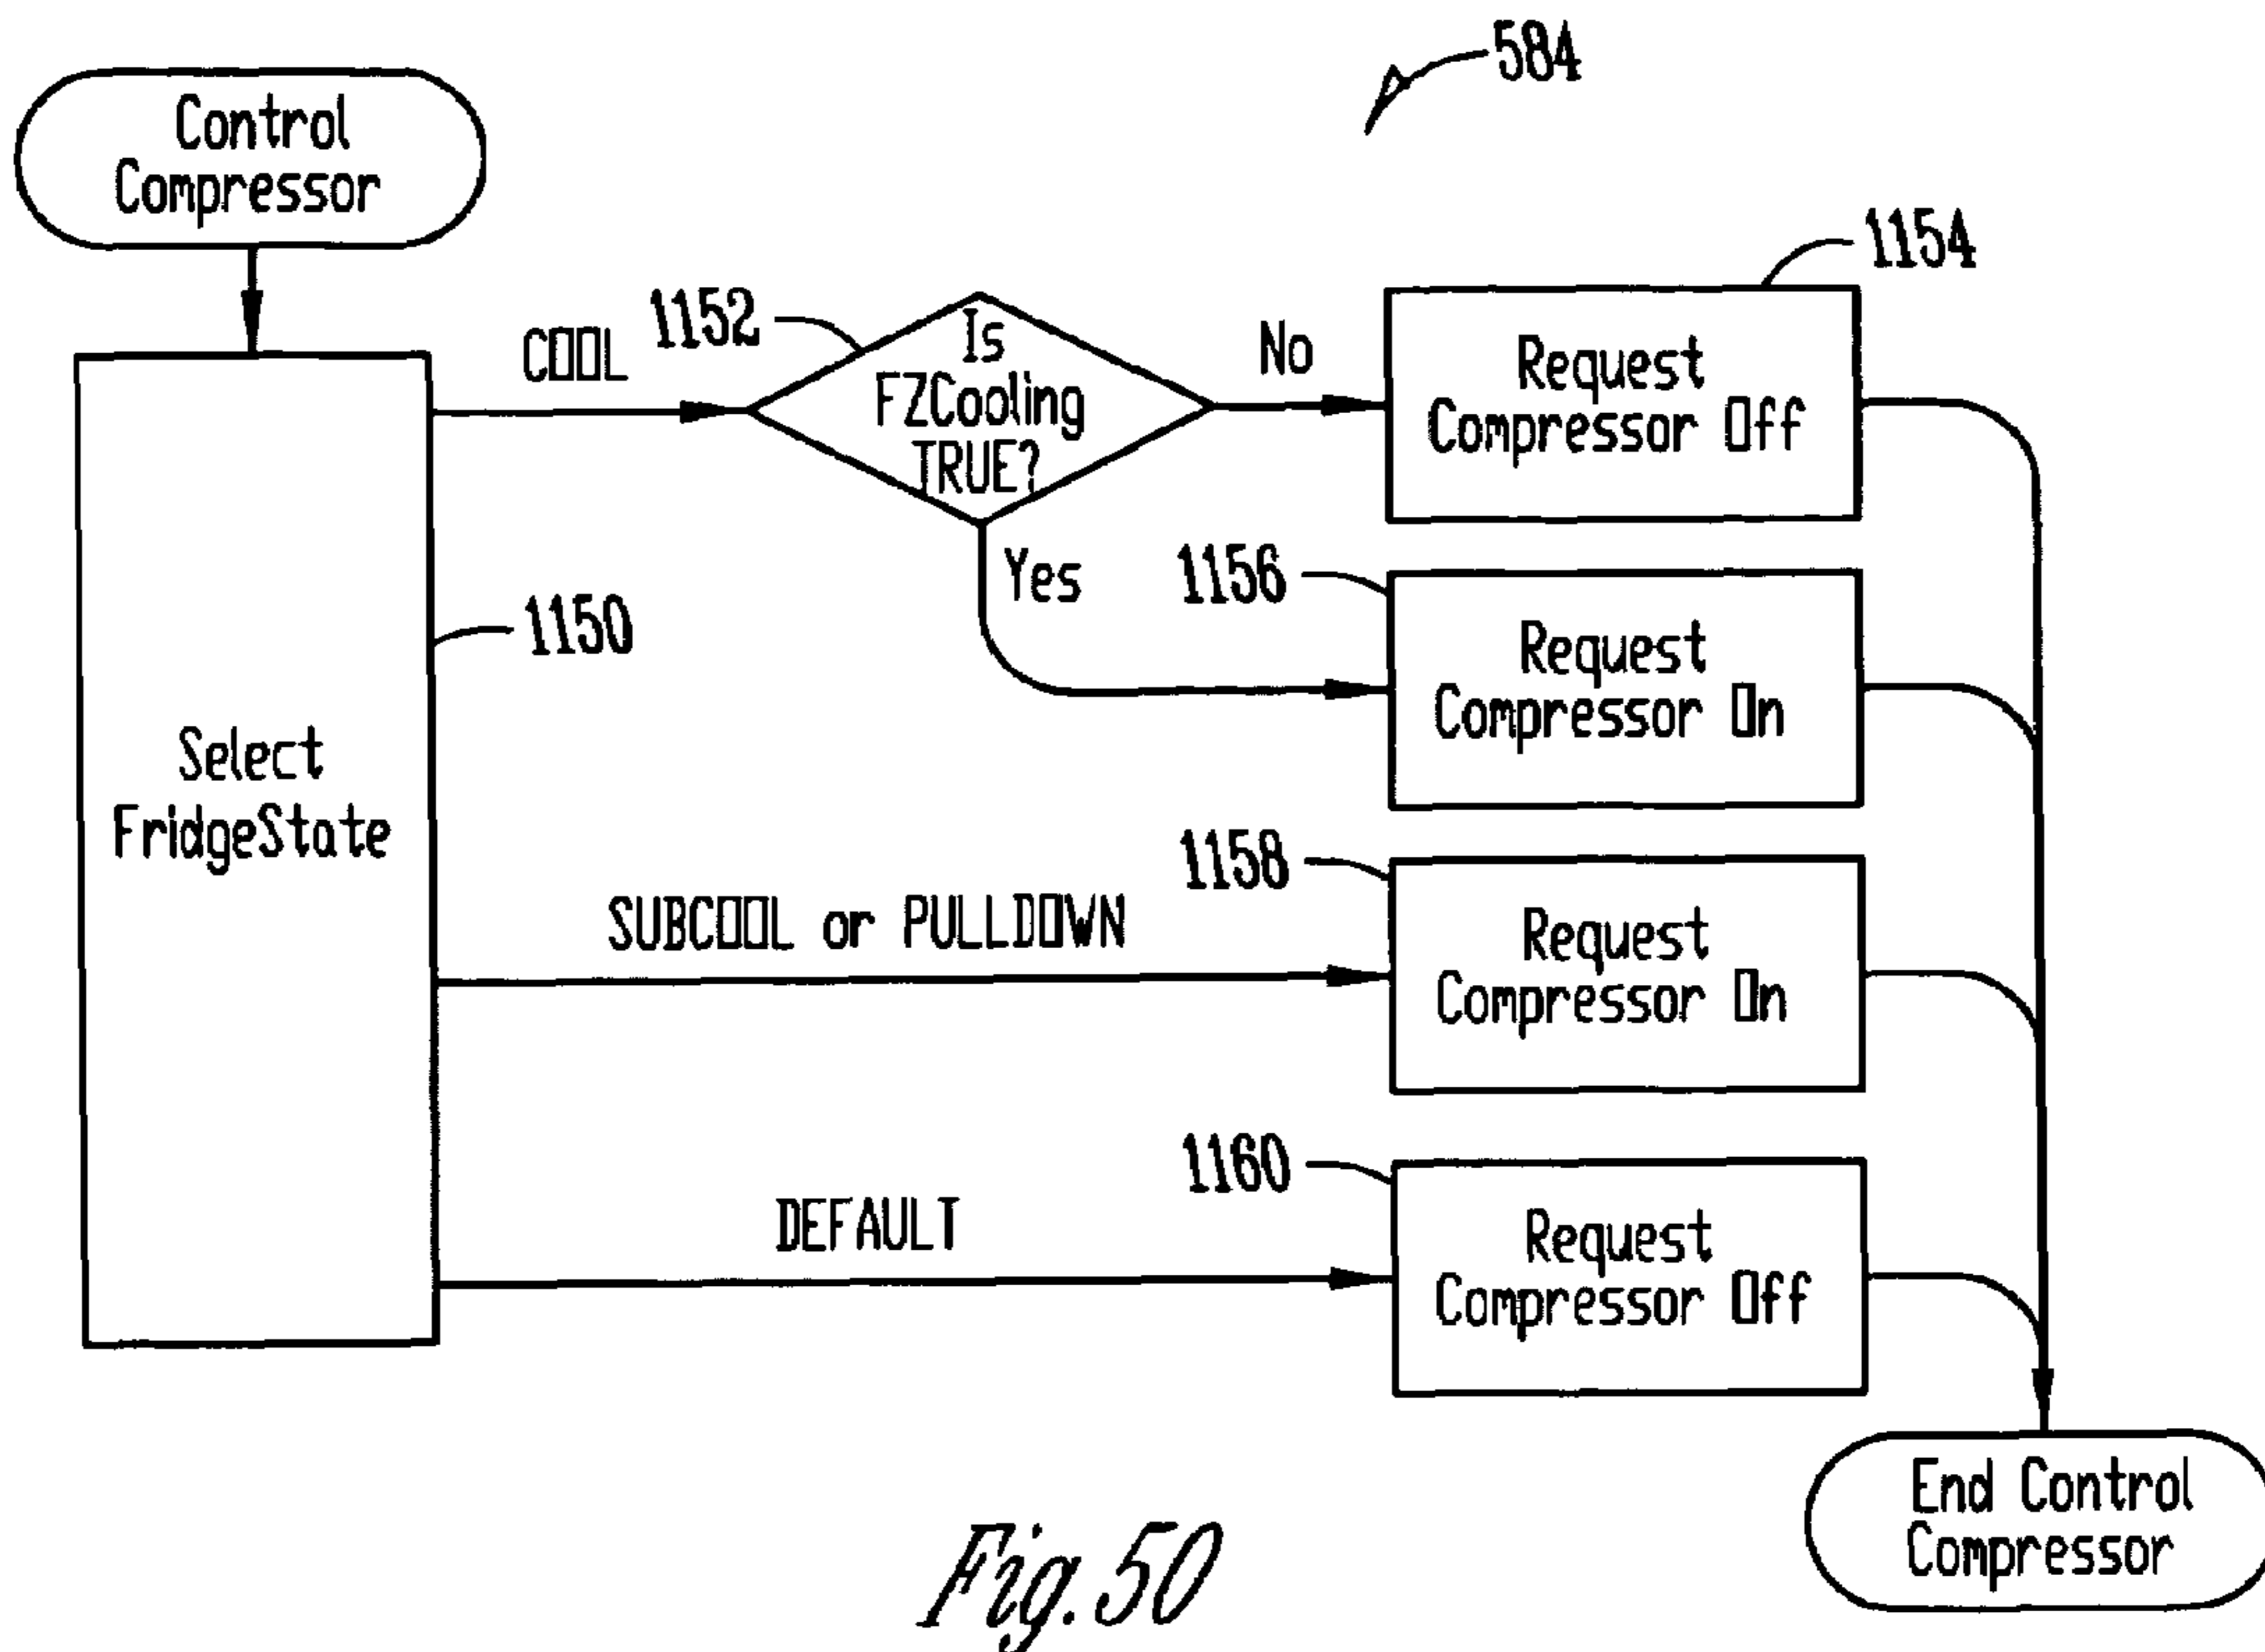 584
Control
Compressor
1154
1152
COOL
Is
FZCooling
TRUE?
No
Request
Compressor Off
Yes
1156
Request
Compressor On
1150
Select
FridgeState
1158
SUBCOOL or PULLDOWN
Request
Compressor On
1160
DEFAULT
Request
Compressor Off
End Control
Compressor
Fig. 50